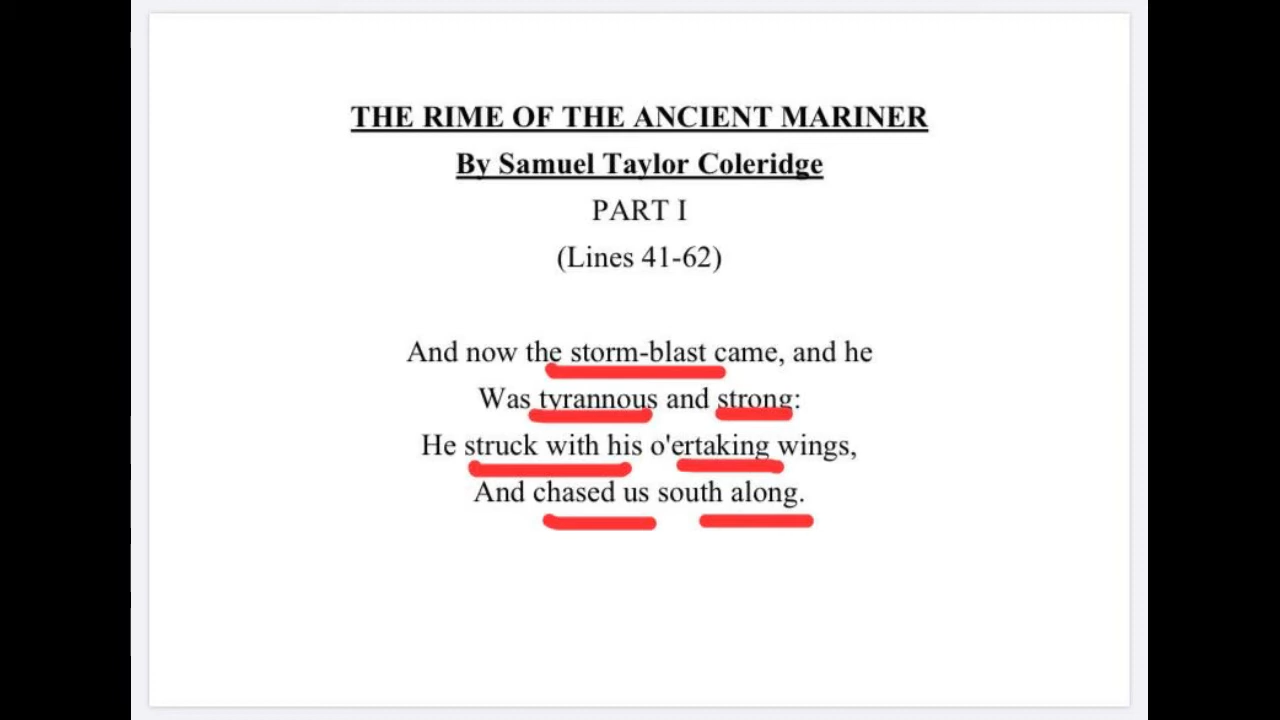 THE RIME OF THE ANCIENT MARINER
By Samuel Taylor Coleridge
PART I
(Lines 41-62)
And now the storm-blast came, and he
Was tyrannous and strong:
He struck with his o'ertaking wings,
And chased us south along.